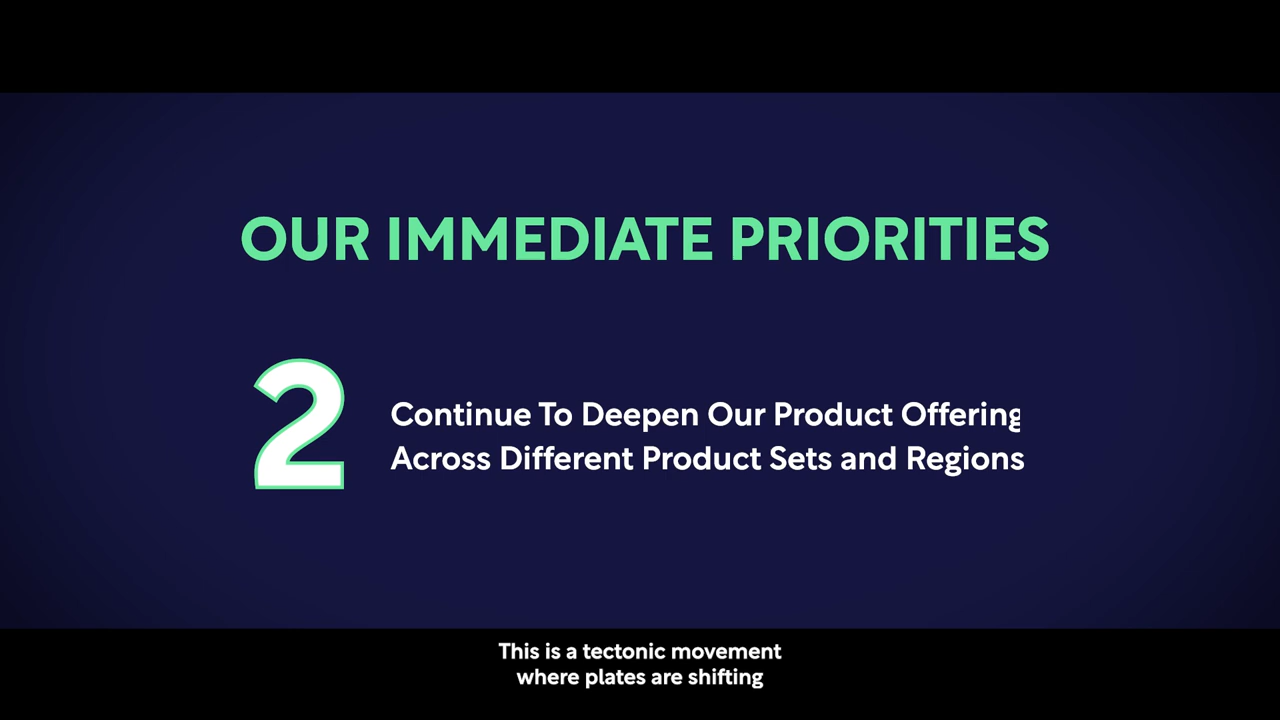 OUR IMMEDIATE PRIORITIES
2
Continue To Deepen Our Product Offering
Across Different Product Sets and Regions
This is a tectonic movement
where plates are shifting